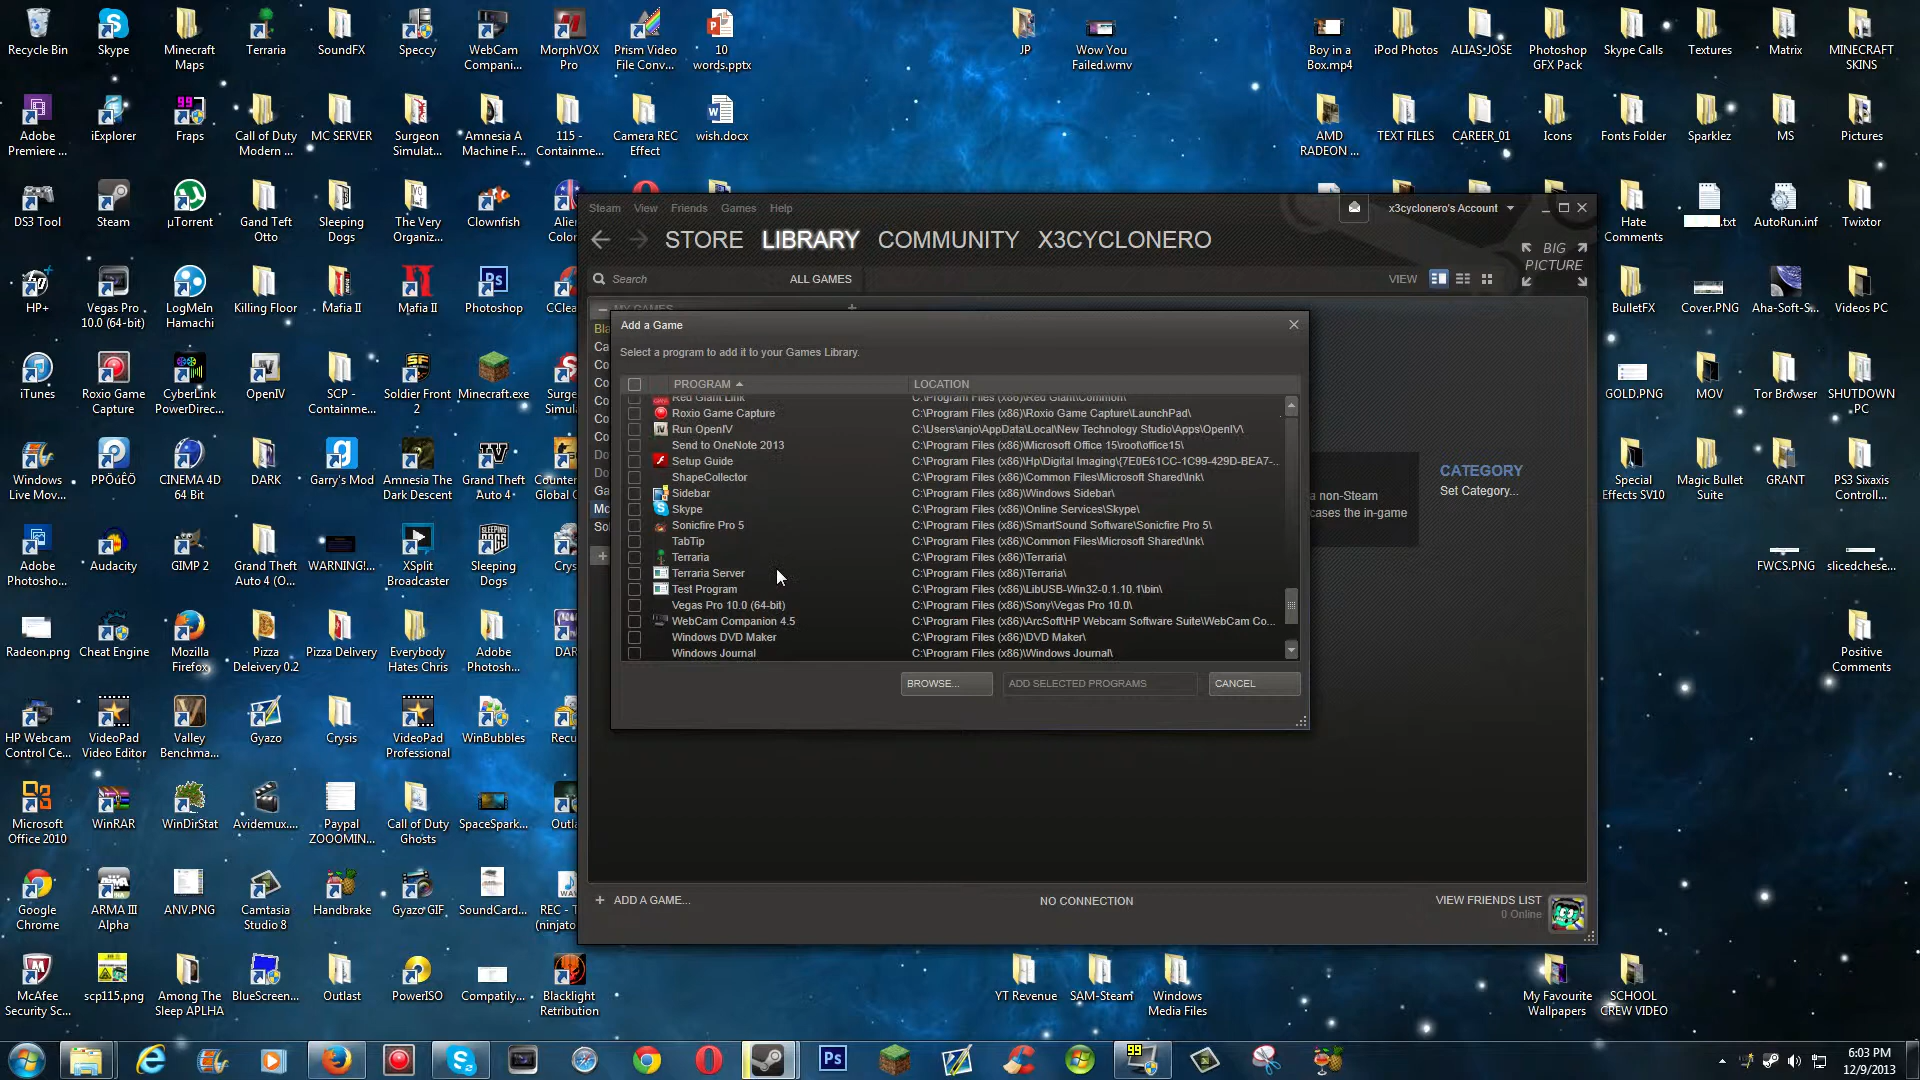 Recycle Bin
Skype
Minecraft Maps
Terraria
SoundFX
Speccy
WebCam Compani...
MorphVOX Pro
Prism Video File Conv...
10 words.pptx
JP
Wow You Failed.wmv
Boy in a Box.mp4
iPod Photos
ALIAS_JOSE
Photoshop GFX Pack
Skype Calls
Textures
Matrix
MINECRAFT SKINS
Adobe Premiere ...
iExplorer
Fraps
Call of Duty Modern ...
MC SERVER
Surgeon Simulat...
Amnesia A Machine F...
115 - Containme...
Camera REC Effect
wish.docx
AMD RADEON ...
TEXT FILES
CAREER_01
Icons
Fonts Folder
Sparklez
MS
Pictures
DS3 Tool
Steam
µTorrent
Gand Teft Otto
Sleeping Dogs
The Very Organiz...
Clownfish
Alien
Color
Hate Comments
.txt
AutoRun.inf
Twixtor
HP+
Vegas Pro 10.0 (64-bit)
LogMeIn Hamachi
Killing Floor
Mafia II
Mafia II
Photoshop
CClea
BulletFX
Cover.PNG
Aha-Soft-S...
Videos PC
iTunes
Roxio Game Capture
CyberLink PowerDirec...
OpenIV
SCP - Containme...
Soldier Front 2
Minecraft.exe
Surge
Simula
GOLD.PNG
MOV
Tor Browser
SHUTDOWN PC
Windows Live Mov...
PPÖúÊÖ
CINEMA 4D 64 Bit
DARK
Garry's Mod
Amnesia The Dark Descent
Grand Theft Auto 4
Counter
Global O
Special Effects SV10
Magic Bullet Suite
GRANT
PS3 Sixaxis Controll...
Adobe Photosho...
Audacity
GIMP 2
Grand Theft Auto 4 (O...
WARNING!...
XSplit Broadcaster
Sleeping Dogs
Crys
FWCS.PNG
slicedchese...
Radeon.png
Cheat Engine
Mozilla Firefox
Pizza Deleivery 0.2
Pizza Delivery
Everybody Hates Chris
Adobe Photosh...
DAR
Positive Comments
HP Webcam Control Ce...
VideoPad Video Editor
Valley Benchma...
Gyazo
Crysis
VideoPad Professional
WinBubbles
Recu
Microsoft Office 2010
WinRAR
WinDirStat
Avidemux....
Paypal ZOOOMIN...
Call of Duty Ghosts
SpaceSpark...
Outla
Google Chrome
ARMA III Alpha
ANV.PNG
Camtasia Studio 8
Handbrake
Gyazo GIF
SoundCard...
REC - T
(ninjato
McAfee Security Sc...
scp115.png
Among The Sleep APLHA
BlueScreen...
Outlast
PowerISO
Compatily...
Blacklight Retribution
YT Revenue
SAM-Steam
Windows Media Files
My Favourite Wallpapers
SCHOOL CREW VIDEO
Steam View Friends Games Help
x3cyclonero's Account
STORE LIBRARY COMMUNITY X3CYCLONERO
BIG PICTURE
Search
ALL GAMES
VIEW
MY GAMES
Bla
Ca
Co
Co
Co
Co
Co
Do
Do
Ga
Mc
So
Add a Game
Select a program to add it to your Games Library.
PROGRAM LOCATION
Red Giant Link C:\Program Files (x86)\Red Giant\Common\
Roxio Game Capture C:\Program Files (x86)\Roxio Game Capture\LaunchPad\
Run OpenIV C:\Users\anjo\AppData\Local\New Technology Studio\Apps\OpenIV\
Send to OneNote 2013 C:\Program Files (x86)\Microsoft Office 15\root\office15\
Setup Guide C:\Program Files (x86)\Hp\Digital Imaging\{7E0E61CC-1C99-429D-BEA7-...
ShapeCollector C:\Program Files (x86)\Common Files\Microsoft Shared\Ink\
Sidebar C:\Program Files (x86)\Windows Sidebar\
Skype C:\Program Files (x86)\Online Services\Skype\
Sonicfire Pro 5 C:\Program Files (x86)\SmartSound Software\Sonicfire Pro 5\
TabTip C:\Program Files (x86)\Common Files\Microsoft Shared\Ink\
Terraria C:\Program Files (x86)\Terraria\
Terraria Server C:\Program Files (x86)\Terraria\
Test Program C:\Program Files (x86)\LibUSB-Win32-0.1.10.1\bin\
Vegas Pro 10.0 (64-bit) C:\Program Files (x86)\Sony\Vegas Pro 10.0\
WebCam Companion 4.5 C:\Program Files (x86)\ArcSoft\HP Webcam Software Suite\WebCam Co...
Windows DVD Maker C:\Program Files (x86)\DVD Maker\
Windows Journal C:\Program Files (x86)\Windows Journal\
BROWSE... ADD SELECTED PROGRAMS CANCEL
a non-Steam
cases the in-game
CATEGORY
Set Category...
+ ADD A GAME...
NO CONNECTION
VIEW FRIENDS LIST
0 Online
6:03 PM
12/9/2013